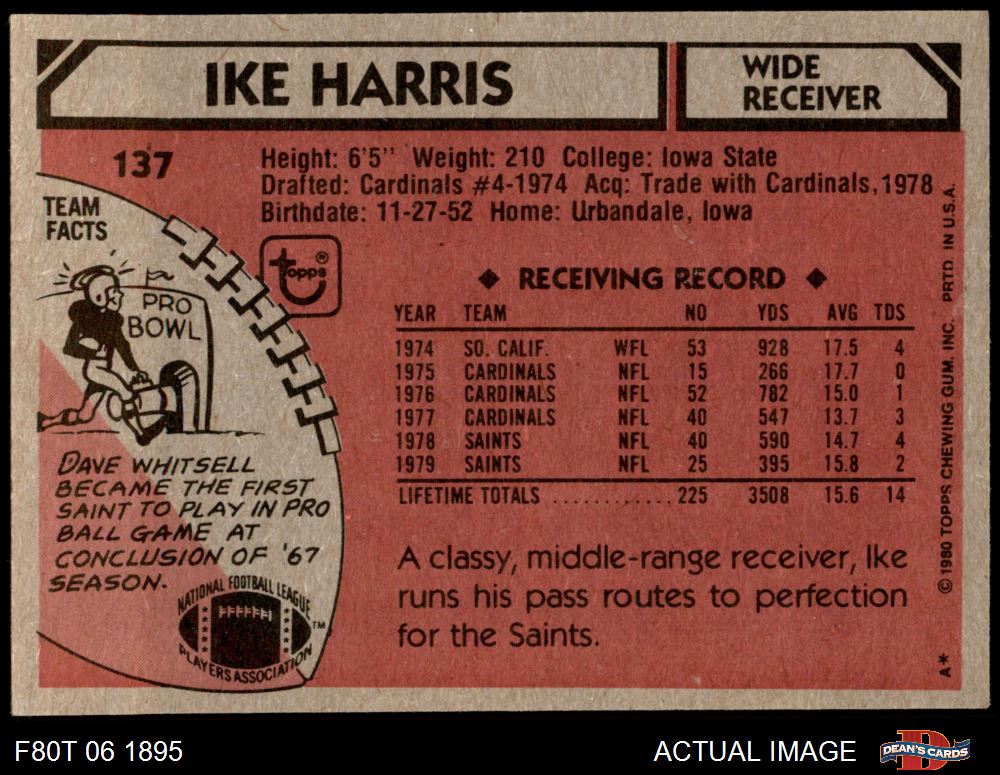 IKE HARRIS
WIDE
RECEIVER
137
Height: 6'5" Weight: 210 College: Iowa State
Drafted: Cardinals #4-1974 Acq: Trade with Cardinals, 1978
Birthdate: 11-27-52 Home: Urbandale, Iowa
TEAM
FACTS
PRO
BOWL
topps®
DAVE WHITSELL
BECAME THE FIRST
SAINT TO PLAY IN PRO
BALL GAME AT
CONCLUSION OF '67
SEASON.
NATIONAL FOOTBALL LEAGUE
PLAYERS ASSOCIATION
TM
◆ RECEIVING RECORD ◆
YEAR TEAM NO YDS AVG TDS
1974 SO. CALIF. WFL 53 928 17.5 4
1975 CARDINALS NFL 15 266 17.7 0
1976 CARDINALS NFL 52 782 15.0 1
1977 CARDINALS NFL 40 547 13.7 3
1978 SAINTS NFL 40 590 14.7 4
1979 SAINTS NFL 25 395 15.8 2
LIFETIME TOTALS ............ 225 3508 15.6 14
A classy, middle-range receiver, Ike
runs his pass routes to perfection
for the Saints.
A* © 1980 TOPPS CHEWING GUM, INC. PRTD. IN U.S.A.
F80T 06 1895
ACTUAL IMAGE
D
DEAN'S CARDS